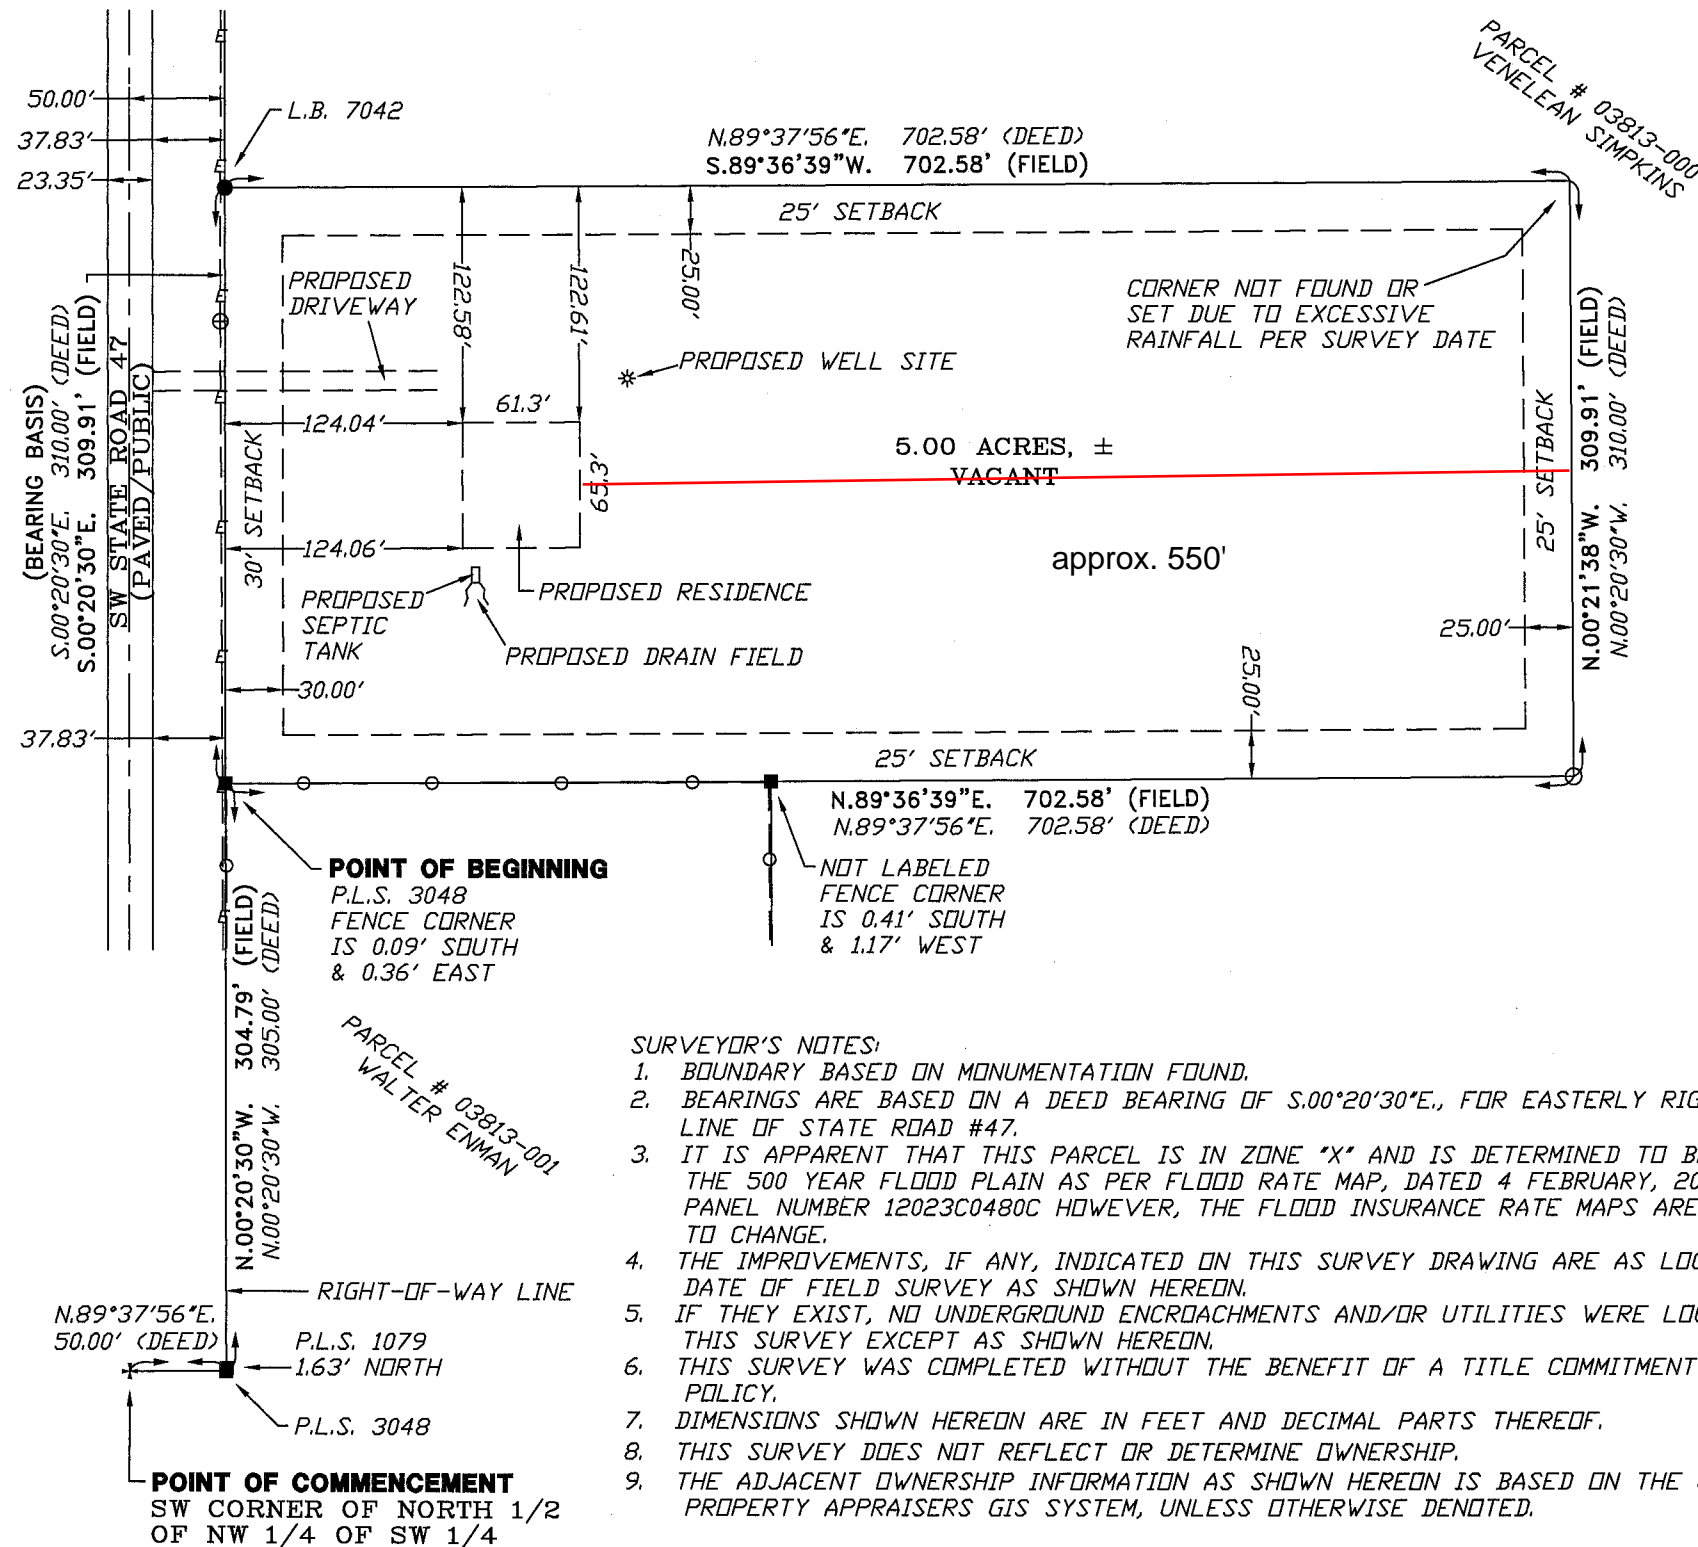 50.00'
37.83'
23.35'
L.B. 7042
N.89°37'56"E. 702.58' (DEED)
S.89°36'39"W. 702.58' (FIELD)
PARCEL # 03813-000
VENELEAN SIMPKINS
25' SETBACK
PROPOSED
DRIVEWAY
122.58'
122.61'
25.00'
CORNER NOT FOUND OR
SET DUE TO EXCESSIVE
RAINFALL PER SURVEY DATE
PROPOSED WELL SITE
(BEARING BASIS)
S.00°20'30"E. 310.00' (DEED)
S.00°20'30"E. 309.91' (FIELD)
SW STATE ROAD 47
(PAVED/PUBLIC)
124.04'
61.3'
65.3'
30' SETBACK
124.06'
5.00 ACRES, ±
VACANT
approx. 550'
25' SETBACK
N.00°21'38"W. 309.91' (FIELD)
N.00°20'30"W. 310.00' (DEED)
PROPOSED RESIDENCE
PROPOSED
SEPTIC
TANK
PROPOSED DRAIN FIELD
25.00'
30.00'
25.00'
37.83'
25' SETBACK
N.89°36'39"E. 702.58' (FIELD)
N.89°37'56"E. 702.58' (DEED)
POINT OF BEGINNING
P.L.S. 3048
FENCE CORNER
IS 0.09' SOUTH
& 0.36' EAST
NOT LABELED
FENCE CORNER
IS 0.41' SOUTH
& 1.17' WEST
N.00°20'30"W. 304.79' (FIELD)
N.00°20'30"W. 305.00' (DEED)
PARCEL # 03813-001
WALTER ENMAN
RIGHT-OF-WAY LINE
N.89°37'56"E.
50.00' (DEED)
P.L.S. 1079
1.63' NORTH
P.L.S. 3048
POINT OF COMMENCEMENT
SW CORNER OF NORTH 1/2
OF NW 1/4 OF SW 1/4
SURVEYOR'S NOTES:
1. BOUNDARY BASED ON MONUMENTATION FOUND.
2. BEARINGS ARE BASED ON A DEED BEARING OF S.00°20'30"E., FOR EASTERLY RIG
LINE OF STATE ROAD #47.
3. IT IS APPARENT THAT THIS PARCEL IS IN ZONE "X" AND IS DETERMINED TO B
THE 500 YEAR FLOOD PLAIN AS PER FLOOD RATE MAP, DATED 4 FEBRUARY, 20
PANEL NUMBER 12023C0480C HOWEVER, THE FLOOD INSURANCE RATE MAPS ARE
TO CHANGE.
4. THE IMPROVEMENTS, IF ANY, INDICATED ON THIS SURVEY DRAWING ARE AS LOC
DATE OF FIELD SURVEY AS SHOWN HEREON.
5. IF THEY EXIST, NO UNDERGROUND ENCROACHMENTS AND/OR UTILITIES WERE LOC
THIS SURVEY EXCEPT AS SHOWN HEREON.
6. THIS SURVEY WAS COMPLETED WITHOUT THE BENEFIT OF A TITLE COMMITMENT
POLICY.
7. DIMENSIONS SHOWN HEREON ARE IN FEET AND DECIMAL PARTS THEREOF.
8. THIS SURVEY DOES NOT REFLECT OR DETERMINE OWNERSHIP.
9. THE ADJACENT OWNERSHIP INFORMATION AS SHOWN HEREON IS BASED ON THE
PROPERTY APPRAISERS GIS SYSTEM, UNLESS OTHERWISE DENOTED.